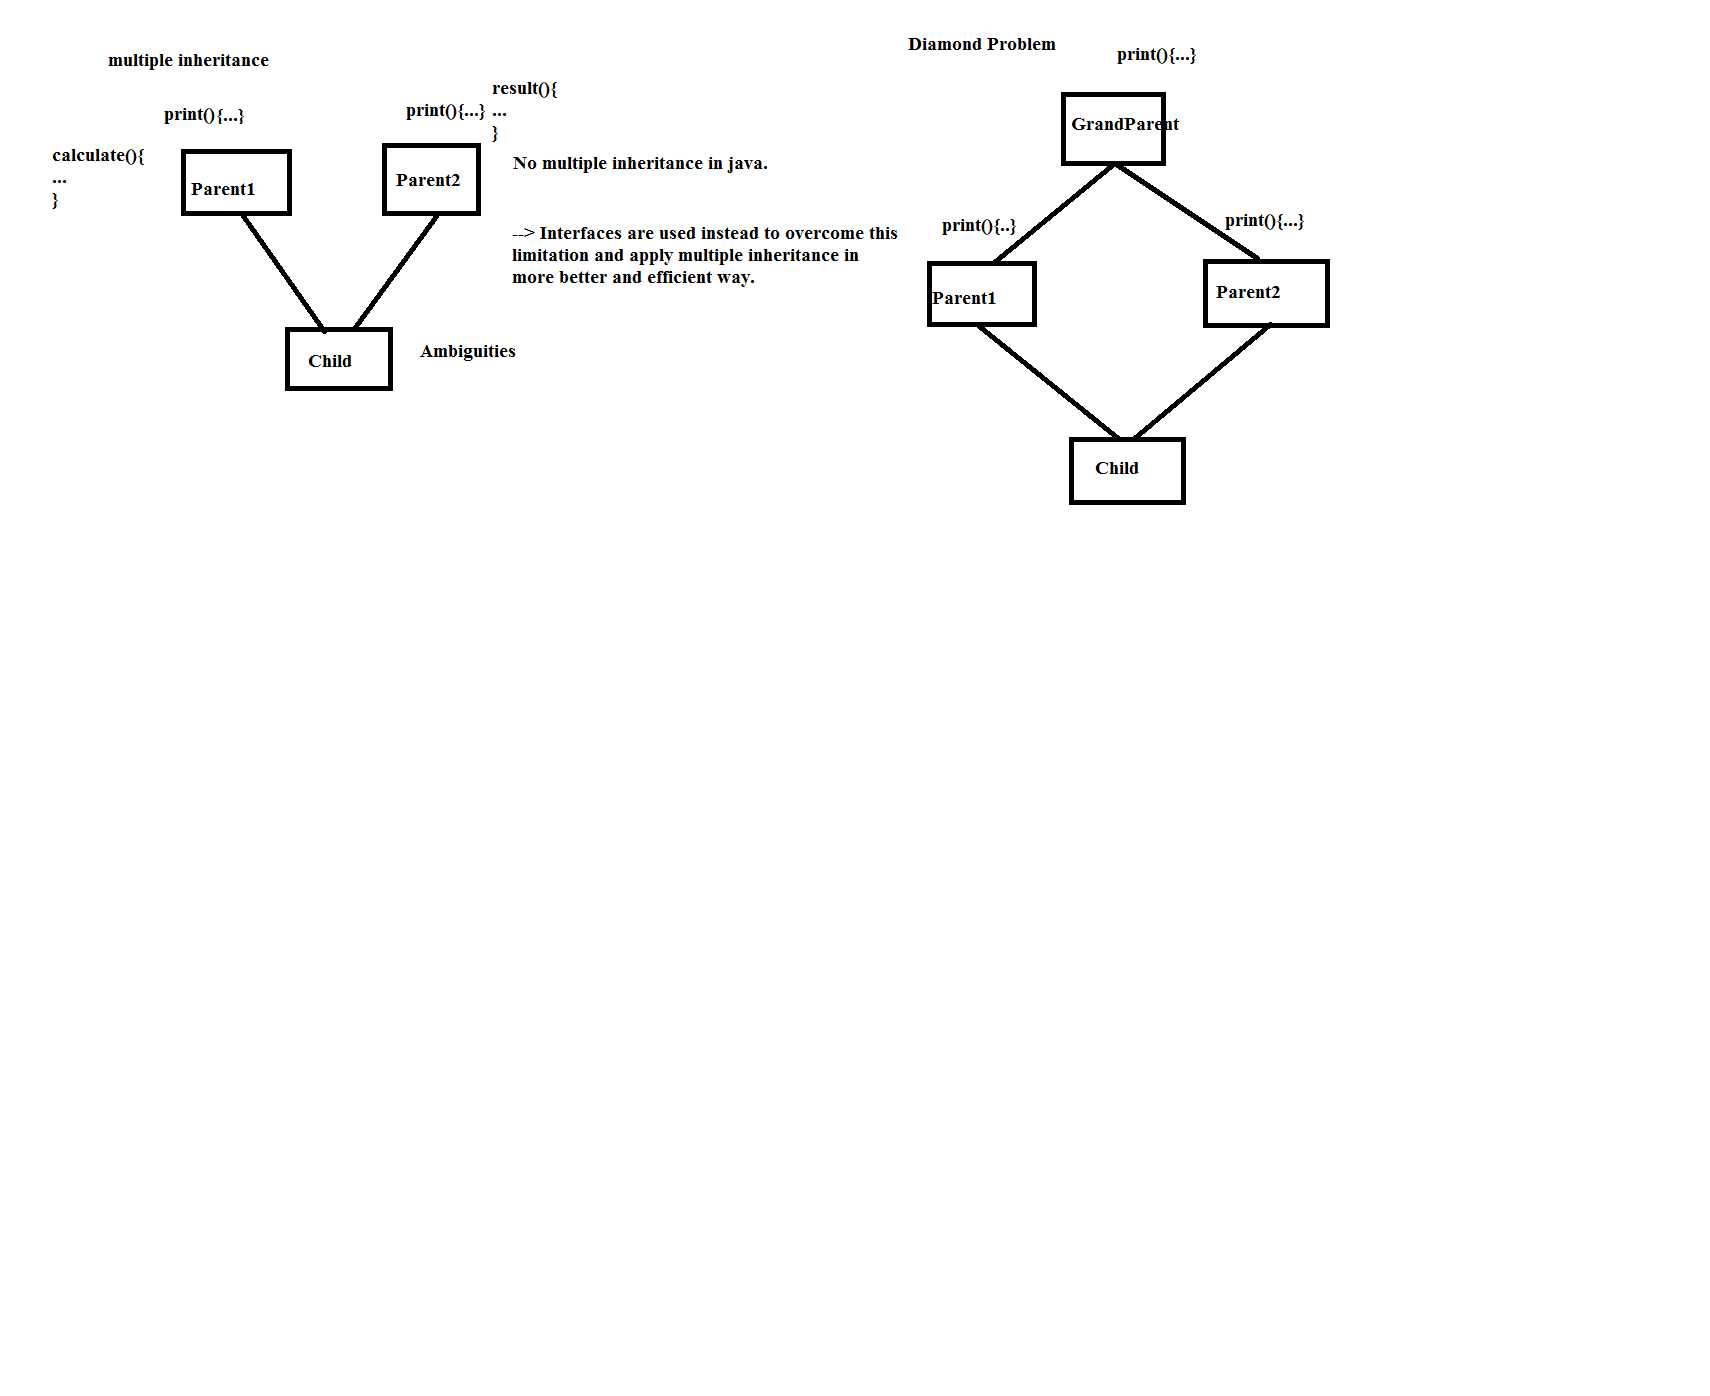 multiple inheritance
print(){...}
calculate(){
...
}
Parent1
print(){...}
result(){
...
}
Parent2
No multiple inheritance in java.
--> Interfaces are used instead to overcome this
limitation and apply multiple inheritance in
more better and efficient way.
Child
Ambiguities
Diamond Problem
print(){...}
GrandParent
print(){..}
print(){...}
Parent1
Parent2
Child